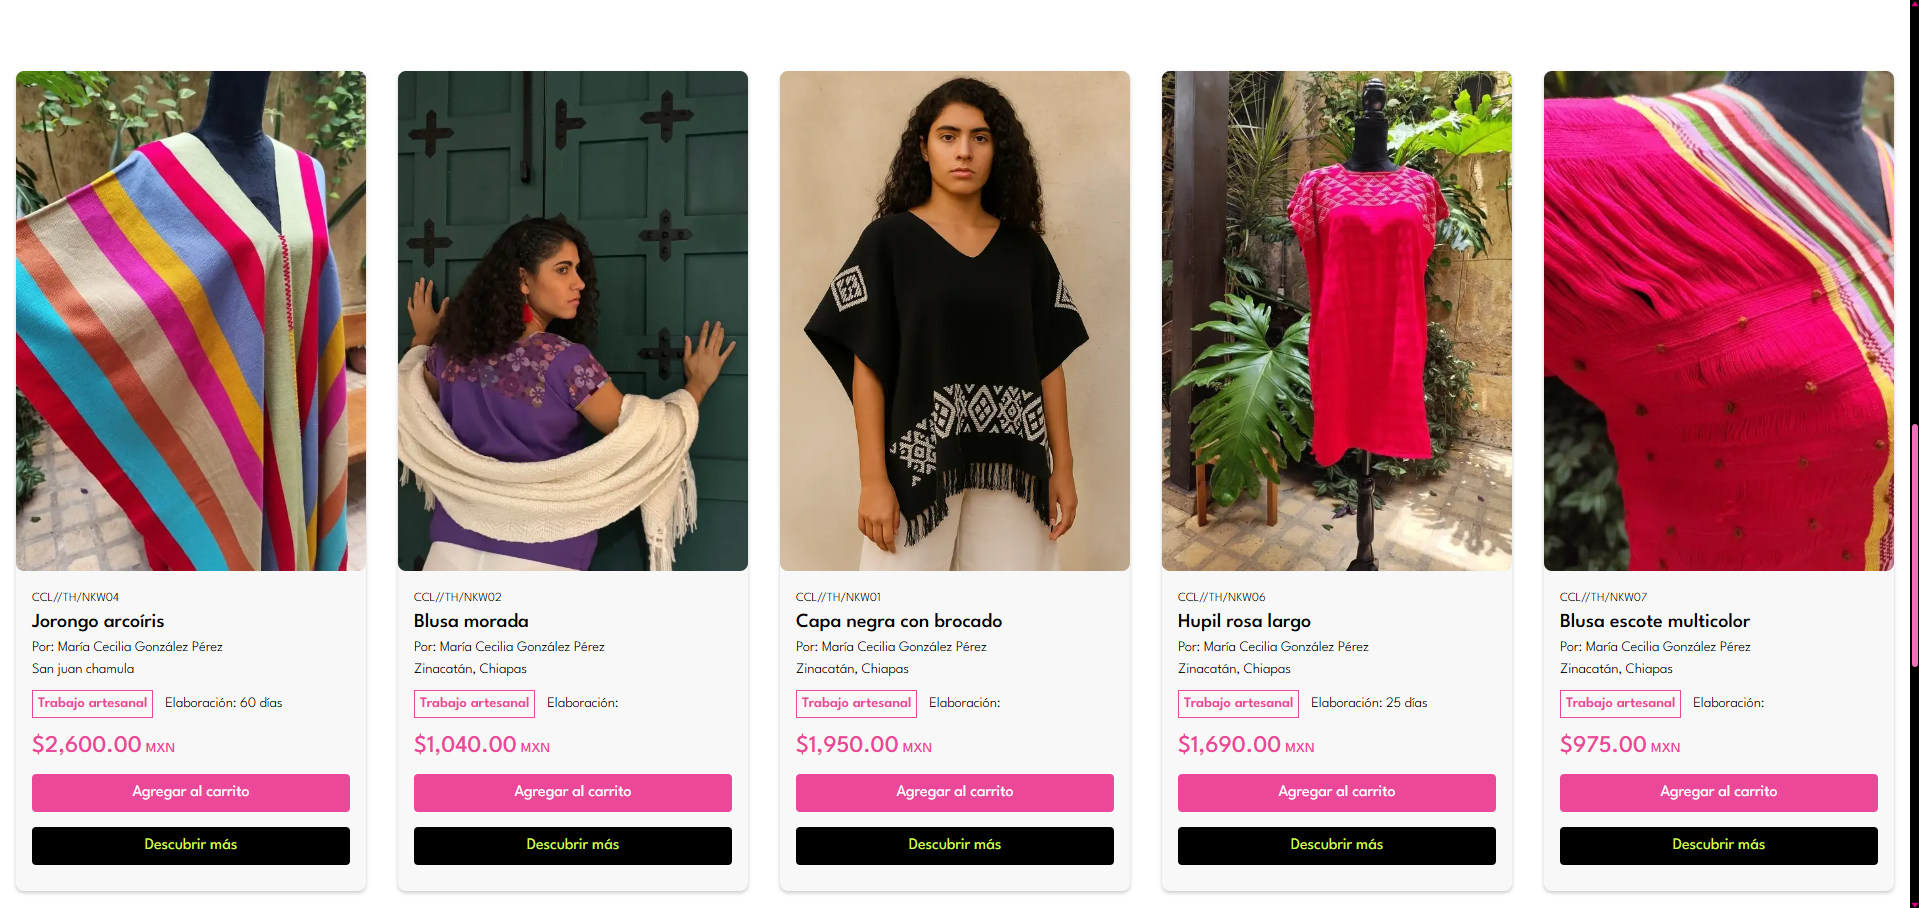 CCL//TH/NKW04
Jorongo arcoíris
Por: María Cecilia González Pérez
San juan chamula
Trabajo artesanal Elaboración: 60 días
$2,600.00 MXN
Agregar al carrito
Descubrir más
CCL//TH/NKW02
Blusa morada
Por: María Cecilia González Pérez
Zinacatán, Chiapas
Trabajo artesanal Elaboración:
$1,040.00 MXN
Agregar al carrito
Descubrir más
CCL//TH/NKW01
Capa negra con brocado
Por: María Cecilia González Pérez
Zinacatán, Chiapas
Trabajo artesanal Elaboración:
$1,950.00 MXN
Agregar al carrito
Descubrir más
CCL//TH/NKW06
Hupil rosa largo
Por: María Cecilia González Pérez
Zinacatán, Chiapas
Trabajo artesanal Elaboración: 25 días
$1,690.00 MXN
Agregar al carrito
Descubrir más
CCL//TH/NKW07
Blusa escote multicolor
Por: María Cecilia González Pérez
Zinacatán, Chiapas
Trabajo artesanal Elaboración:
$975.00 MXN
Agregar al carrito
Descubrir más